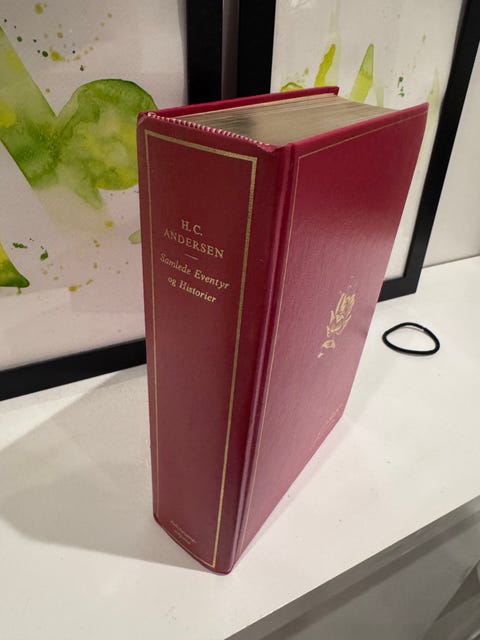 H. C.
ANDERSEN
Samlede Eventyr
og Historier